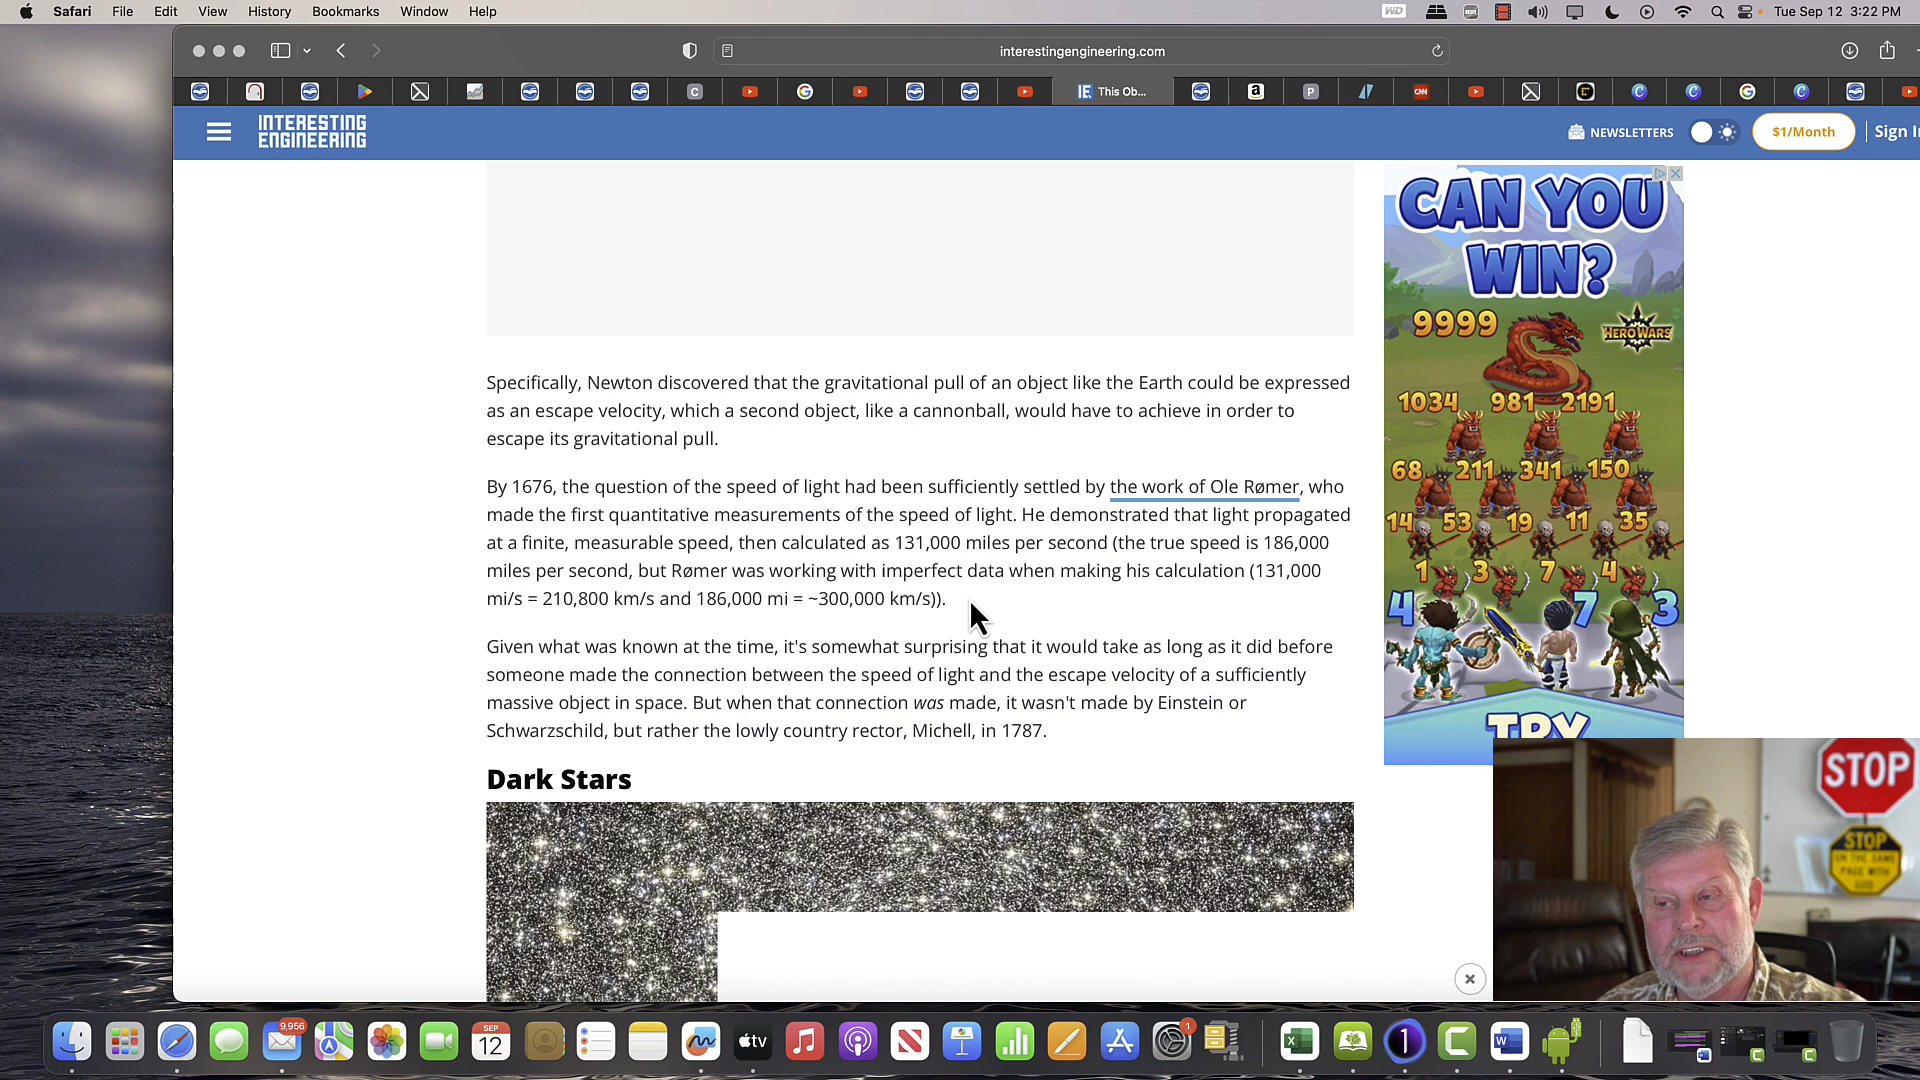 Safari File Edit View History Bookmarks Window Help
Tue Sep 12 3:22 PM
interestingengineering.com
IE This Ob...
INTERESTING
ENGINEERING
NEWSLETTERS
$1/Month
Sign I
Specifically, Newton discovered that the gravitational pull of an object like the Earth could be expressed
as an escape velocity, which a second object, like a cannonball, would have to achieve in order to
escape its gravitational pull.
By 1676, the question of the speed of light had been sufficiently settled by the work of Ole Rømer, who
made the first quantitative measurements of the speed of light. He demonstrated that light propagated
at a finite, measurable speed, then calculated as 131,000 miles per second (the true speed is 186,000
miles per second, but Rømer was working with imperfect data when making his calculation (131,000
mi/s = 210,800 km/s and 186,000 mi = ~300,000 km/s)).
Given what was known at the time, it's somewhat surprising that it would take as long as it did before
someone made the connection between the speed of light and the escape velocity of a sufficiently
massive object in space. But when that connection was made, it wasn't made by Einstein or
Schwarzschild, but rather the lowly country rector, Michell, in 1787.
Dark Stars
CAN YOU
WIN?
9999
HERO WARS
1034 981 2191
68 211 341 150
14 53 19 11 35
1 3 7 4
4 7 3
TRY
STOP
STOP
ON THE SAME
PAGE WITH
GOD
9,956
SEP
12
tv
1
1